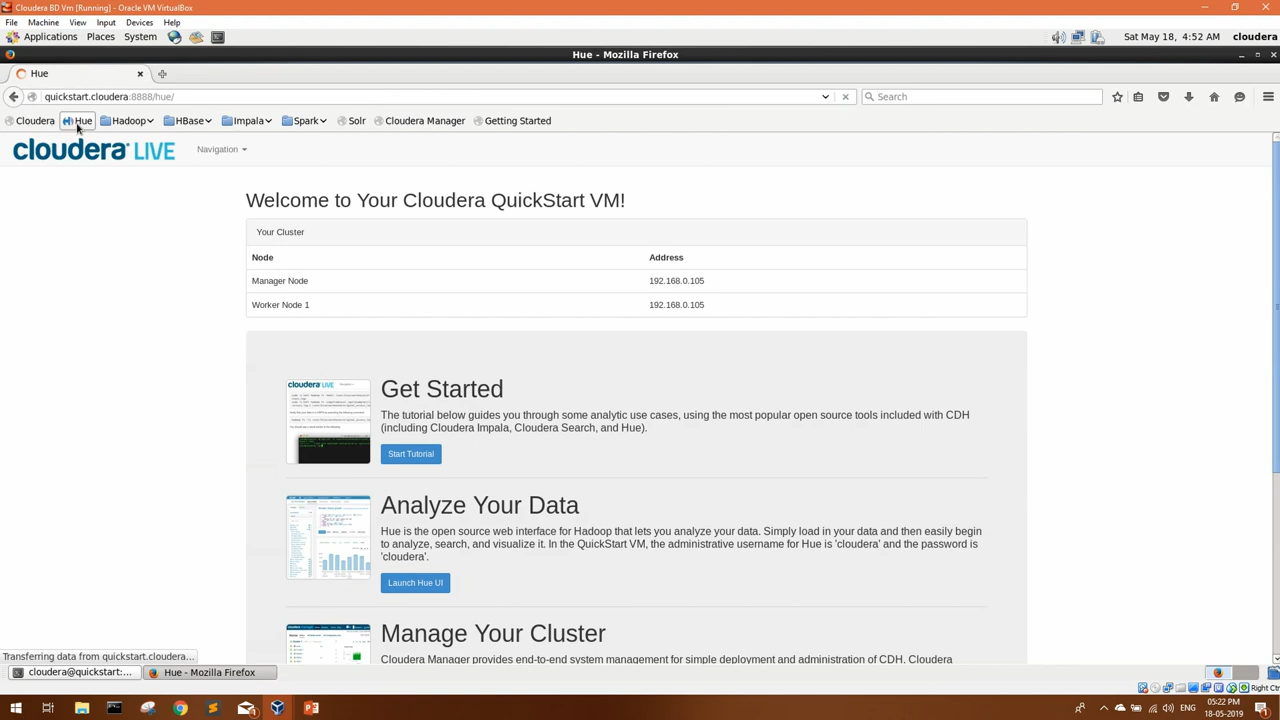 Cloudera BD Vm [Running] - Oracle VM VirtualBox
File Machine View Input Devices Help
Applications Places System Sat May 18, 4:52 AM cloudera
Hue - Mozilla Firefox
Hue
quickstart.cloudera:8888/hue/ Search
Cloudera Hue Hadoop HBase Impala Spark Solr Cloudera Manager Getting Started
cloudera LIVE Navigation
Welcome to Your Cloudera QuickStart VM!
Your Cluster
Node Address
Manager Node 192.168.0.105
Worker Node 1 192.168.0.105
Get Started
The tutorial below guides you through some analytic use cases, using the most popular open source tools included with CDH
(including Cloudera Impala, Cloudera Search, and Hue).
Start Tutorial
Analyze Your Data
Hue is the open source web interface for Hadoop that lets you analyze your data. Simply load in your data and then easily begin
to analyze, search, and visualize it. In the QuickStart VM, the administrative username for Hue is 'cloudera' and the password is
'cloudera'.
Launch Hue UI
Manage Your Cluster
Cloudera Manager provides end-to-end system management for simple deployment and administration of CDH. Cloudera
Transferring data from quickstart.cloudera...
cloudera@quickstart:... Hue - Mozilla Firefox
Right Ctrl
ENG 05:22 PM
18-05-2019